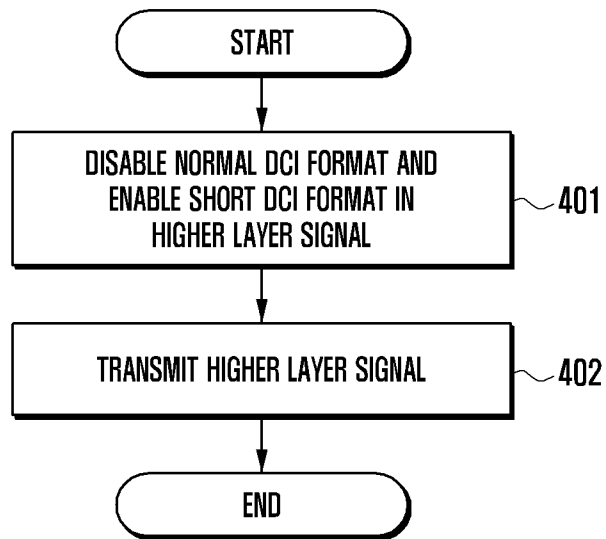 START
DISABLE NORMAL DCI FORMAT AND
ENABLE SHORT DCI FORMAT IN
HIGHER LAYER SIGNAL
401
TRANSMIT HIGHER LAYER SIGNAL
402
END